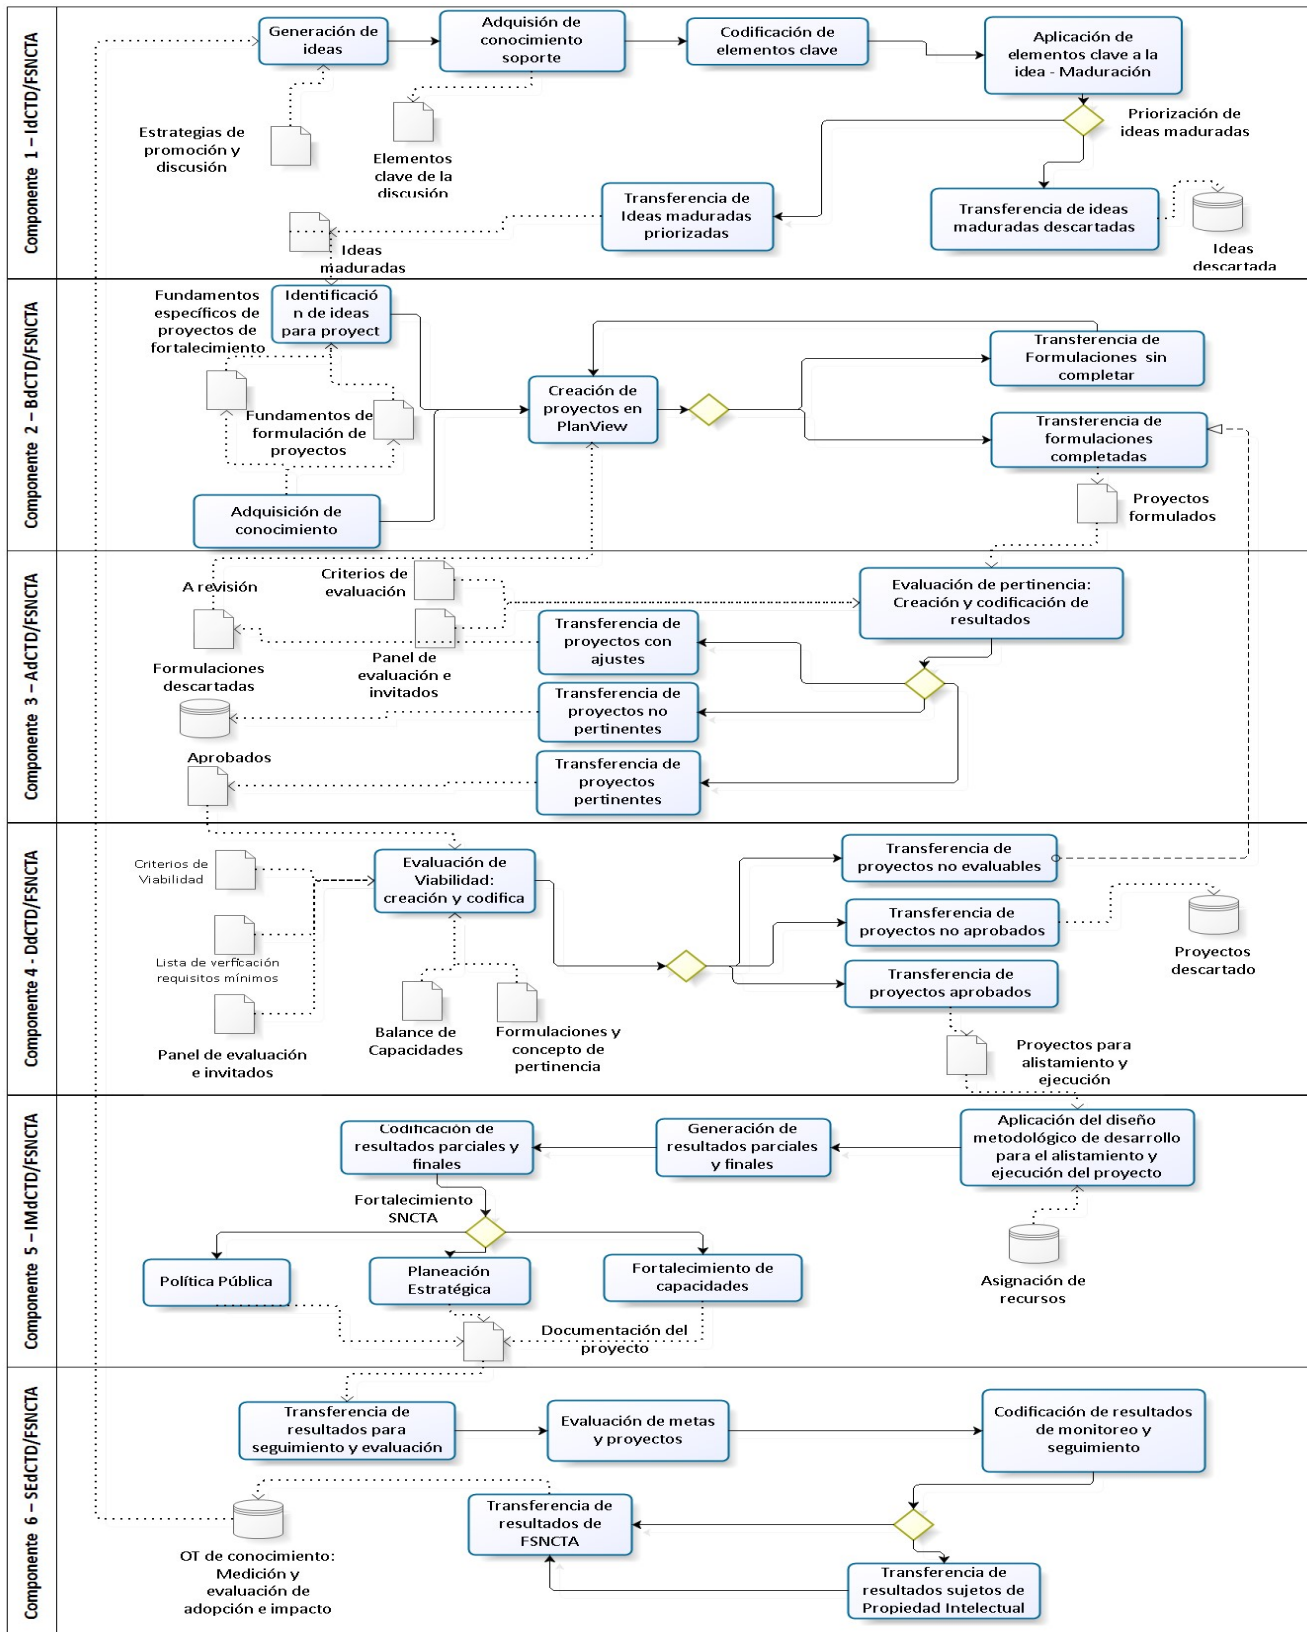 Componente 1 – IdCTD/FSNCTA
Generación de
ideas
Adquisión de
conocimiento
soporte
Codificación de
elementos clave
Aplicación de
elementos clave a la
idea - Maduración
Estrategias de
promoción y
discusión
Elementos
clave de la
discusión
Priorización de
ideas maduradas
Transferencia de
Ideas maduradas
priorizadas
Transferencia de ideas
maduradas descartadas
Ideas
descartada
Ideas
maduradas
Componente 2 – BdCTD/FSNCTA
Fundamentos
específicos de
proyectos de
fortalecimiento
Identificació
n de ideas
para proyect
Transferencia de
Formulaciones sin
completar
Creación de
proyectos en
PlanView
Fundamentos de
formulación de
proyectos
Transferencia de
formulaciones
completadas
Adquisición de
conocimiento
Proyectos
formulados
Componente 3 – AdCTD/FSNCTA
A revisión
Criterios de
evaluación
Evaluación de pertinencia:
Creación y codificación de
resultados
Transferencia de
proyectos con
ajustes
Panel de
evaluación e
invitados
Formulaciones
descartadas
Transferencia de
proyectos no
pertinentes
Aprobados
Transferencia de
proyectos
pertinentes
Componente 4 - DdCTD/FSNCTA
Criterios de
Viabilidad
Evaluación de
Viabilidad:
creación y codifica
Transferencia de
proyectos no evaluables
Transferencia de
proyectos no aprobados
Lista de verficación
requisitos mínimos
Transferencia de
proyectos aprobados
Proyectos
descartado
Panel de evaluación
e invitados
Balance de
Capacidades
Formulaciones y
concepto de
pertinencia
Proyectos para
alistamiento y
ejecución
Componente 5 – IMdCTD/FSNCTA
Codificación de
resultados parciales y
finales
Generación de
resultados parciales
y finales
Aplicación del diseño
metodológico de desarrollo
para el alistamiento y
ejecución del proyecto
Fortalecimiento
SNCTA
Política Pública
Planeación
Estratégica
Fortalecimiento de
capacidades
Asignación de
recursos
Documentación del
proyecto
Componente 6 – SEdCTD/FSNCTA
Transferencia de
resultados para
seguimiento y evaluación
Evaluación de metas
y proyectos
Codificación de resultados
de monitoreo y
seguimiento
Transferencia de
resultados de
FSNCTA
OT de conocimiento:
Medición y
evaluación de
adopción e impacto
Transferencia de
resultados sujetos de
Propiedad Intelectual